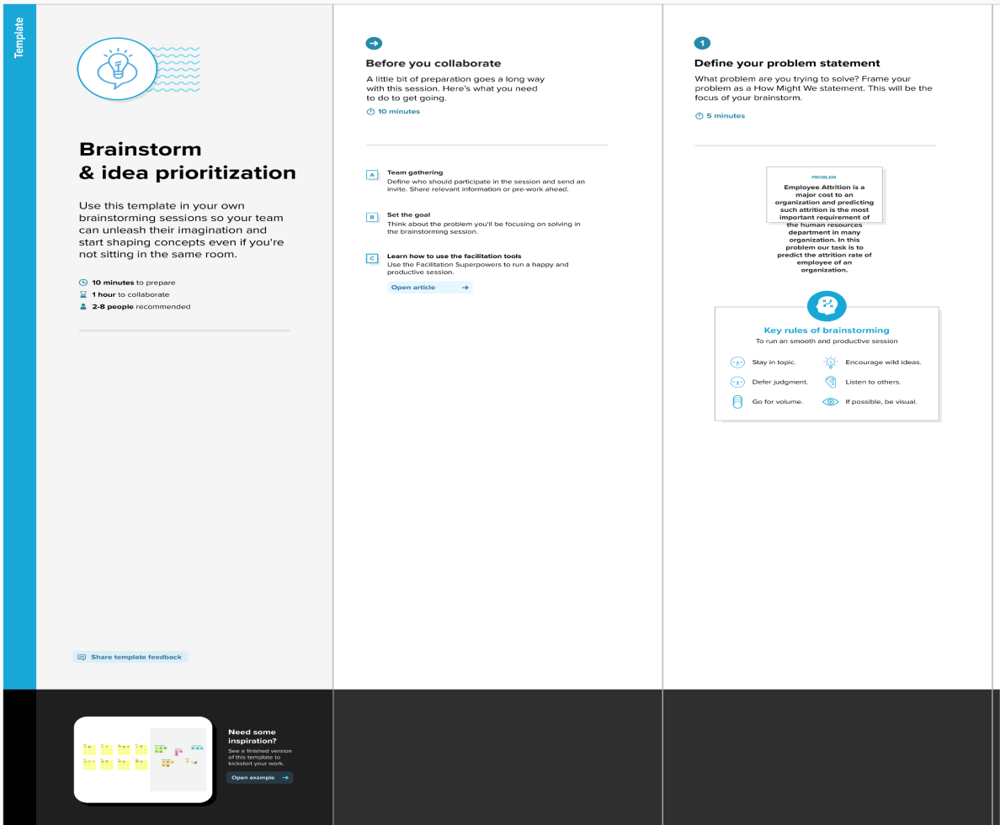 Template
Brainstorm
& idea prioritization
Use this template in your own
brainstorming sessions so your team
can unleash their imagination and
start shaping concepts even if you're
not sitting in the same room.
10 minutes to prepare
1 hour to collaborate
2-8 people recommended
Share template feedback
Need some
inspiration?
See a finished version
of this template to
kickstart your work.
Open example
Before you collaborate
A little bit of preparation goes a long way
with this session. Here's what you need
to do to get going.
10 minutes
A
Team gathering
Define who should participate in the session and send an
invite. Share relevant information or pre-work ahead.
B
Set the goal
Think about the problem you'll be focusing on solving in
the brainstorming session.
C
Learn how to use the facilitation tools
Use the Facilitation Superpowers to run a happy and
productive session.
Open article
1
Define your problem statement
What problem are you trying to solve? Frame your
problem as a How Might We statement. This will be the
focus of your brainstorm.
5 minutes
PROBLEM
Employee Attrition is a
major cost to an
organization and predicting
such attrition is the most
important requirement of
the human resources
department in many
organization. In this
problem our task is to
predict the attrition rate of
employee of an
organization.
Key rules of brainstorming
To run an smooth and productive session
Stay in topic.
Encourage wild ideas.
Defer judgment.
Listen to others.
Go for volume.
If possible, be visual.